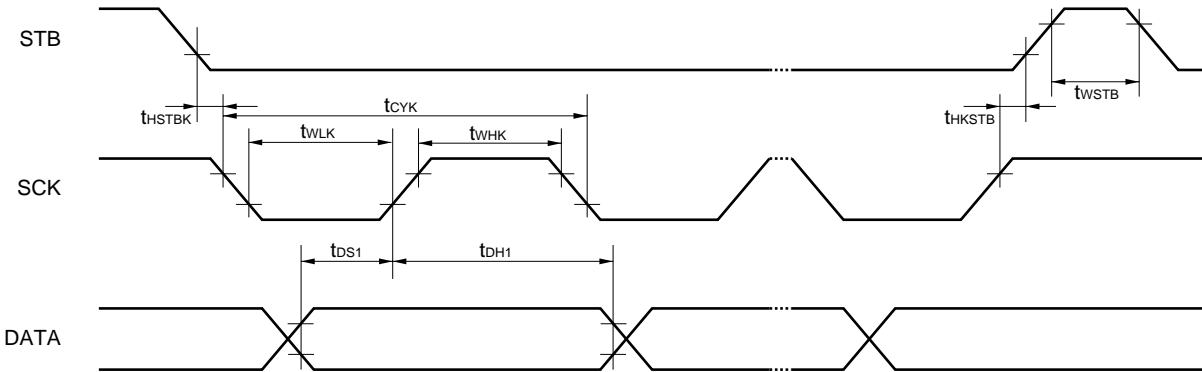 STB
tHSTBK
tCYK
tHKSTB
tWSTB
tWLK
tWHK
SCK
tDS1
tDH1
DATA